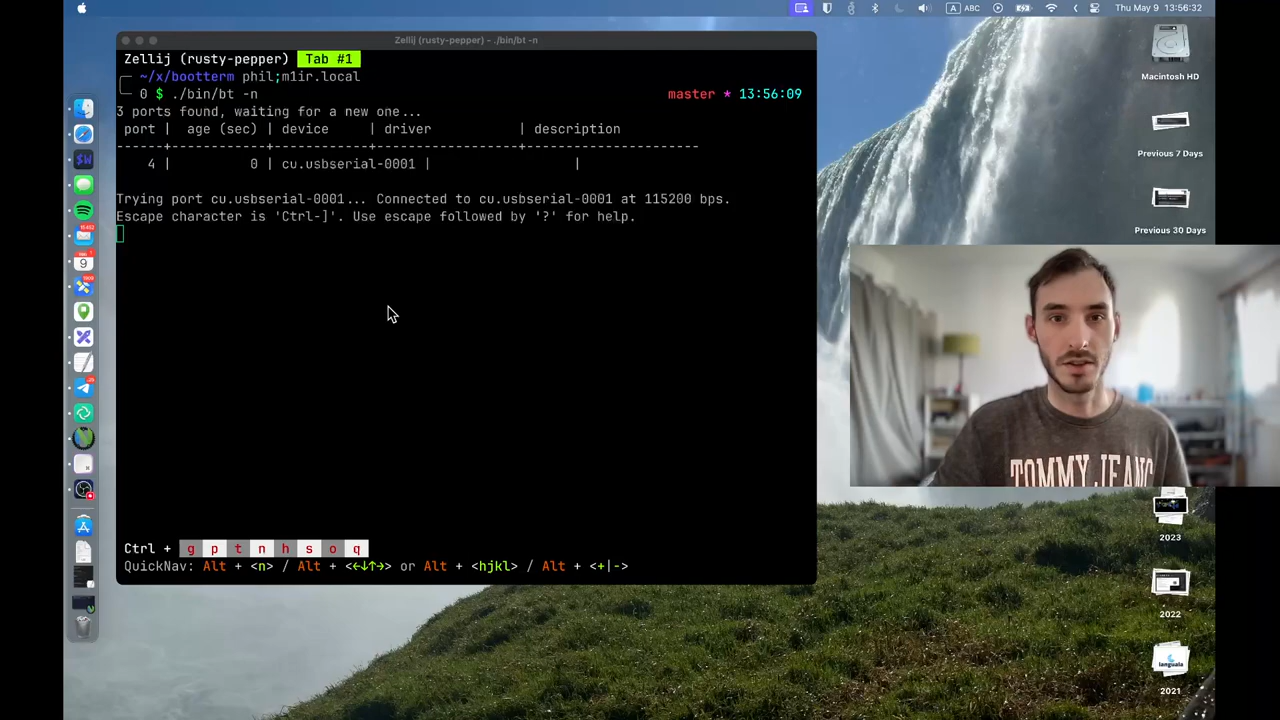 Thu May 9 13:56:32
ABC
Zellij (rusty-pepper) - ./bin/bt -n
Zellij (rusty-pepper) Tab #1
~/x/bootterm phil;m1ir.local
0 $ ./bin/bt -n master * 13:56:09
3 ports found, waiting for a new one...
port | age (sec) | device | driver | description
------+------------+------------+----------------------+----------------------
4 | 0 | cu.usbserial-0001 | |
Trying port cu.usbserial-0001... Connected to cu.usbserial-0001 at 115200 bps.
Escape character is 'Ctrl-]'. Use escape followed by '?' for help.
Ctrl + g p t n h s o q
QuickNav: Alt + <n> / Alt + <←↓↑→> or Alt + <hjkl> / Alt + <+|->
Macintosh HD
Previous 7 Days
Previous 30 Days
TOMMY JEANS
2023
2022
languala
2021
$W
9